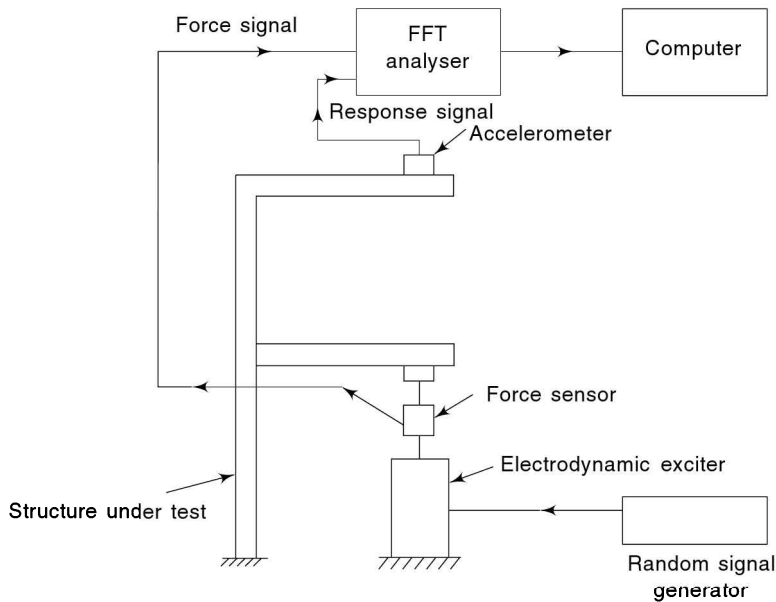 Force signal
FFT
analyser
Computer
Response signal
Accelerometer
Force sensor
Electrodynamic exciter
Structure under test
Random signal
generator